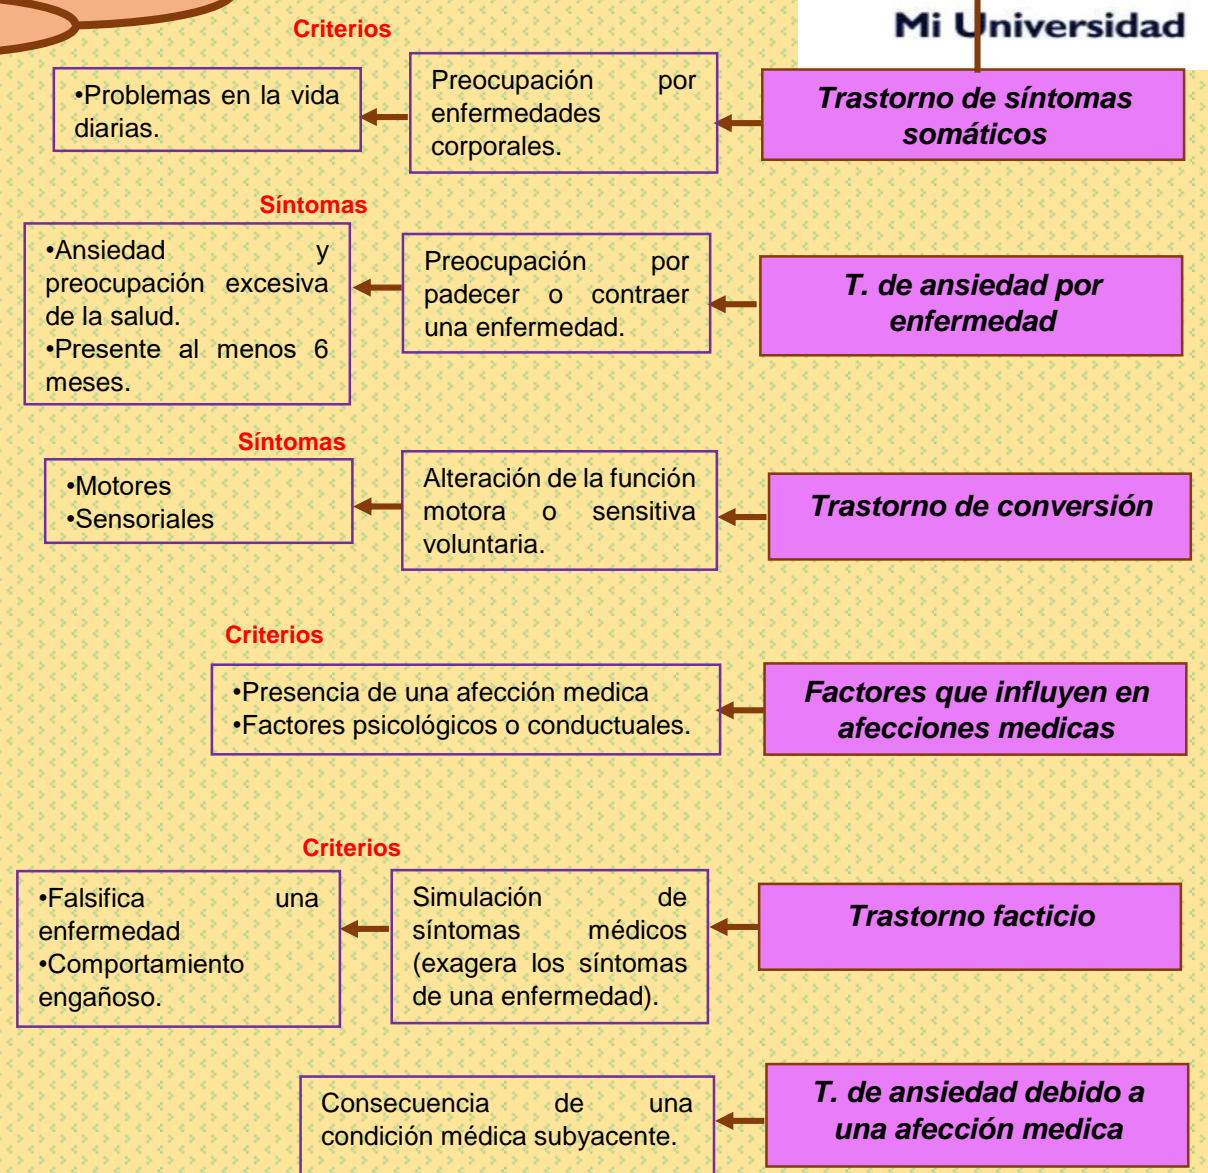 Mi Universidad
Criterios
•Problemas en la vida
diarias.
Preocupación por
enfermedades
corporales.
Trastorno de síntomas
somáticos
Síntomas
•Ansiedad y
preocupación excesiva
de la salud.
•Presente al menos 6
meses.
Preocupación por
padecer o contraer
una enfermedad.
T. de ansiedad por
enfermedad
Síntomas
•Motores
•Sensoriales
Alteración de la función
motora o sensitiva
voluntaria.
Trastorno de conversión
Criterios
•Presencia de una afección medica
•Factores psicológicos o conductuales.
Factores que influyen en
afecciones medicas
Criterios
•Falsifica una
enfermedad
•Comportamiento
engañoso.
Simulación de
síntomas médicos
(exagera los síntomas
de una enfermedad).
Trastorno facticio
Consecuencia de una
condición médica subyacente.
T. de ansiedad debido a
una afección medica